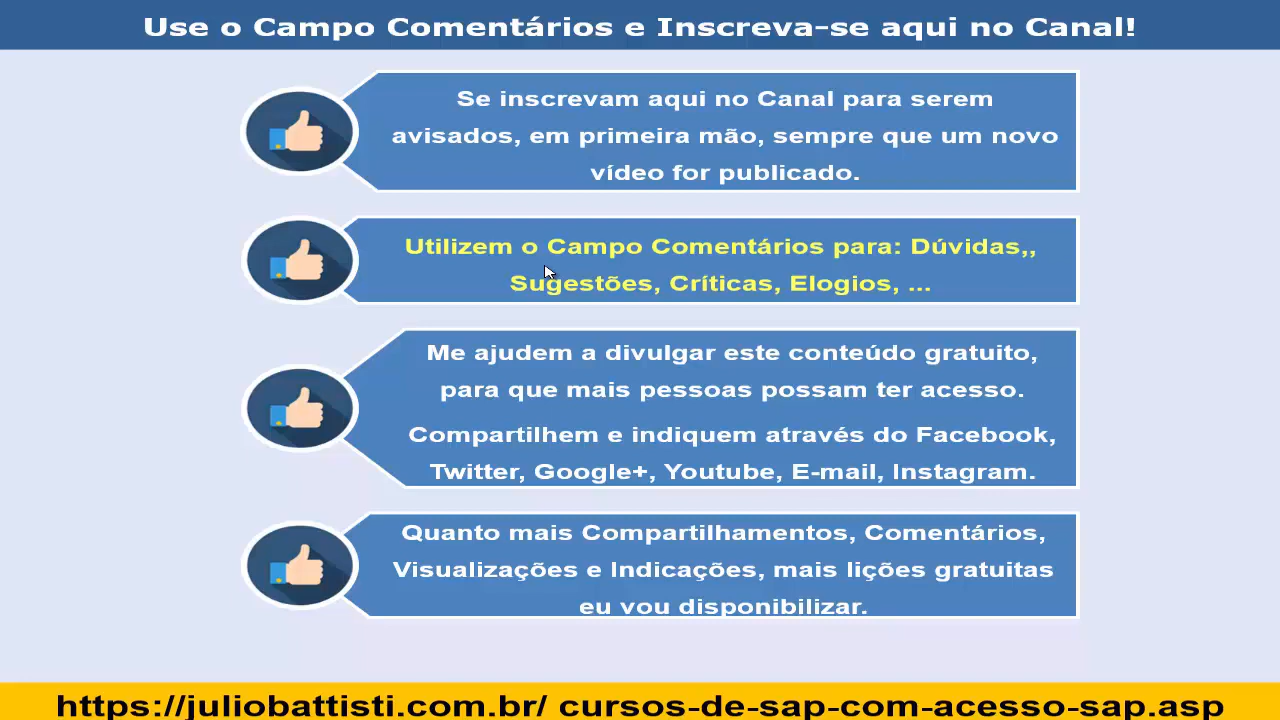 Use o Campo Comentários e Inscreva-se aqui no Canal!
Se inscrevam aqui no Canal para serem
avisados, em primeira mão, sempre que um novo
vídeo for publicado.
Utilizem o Campo Comentários para: Dúvidas,,
Sugestões, Críticas, Elogios, ...
Me ajudem a divulgar este conteúdo gratuito,
para que mais pessoas possam ter acesso.
Compartilhem e indiquem através do Facebook,
Twitter, Google+, Youtube, E-mail, Instagram.
Quanto mais Compartilhamentos, Comentários,
Visualizações e Indicações, mais lições gratuitas
eu vou disponibilizar.
https://juliobattisti.com.br/ cursos-de-sap-com-acesso-sap.asp